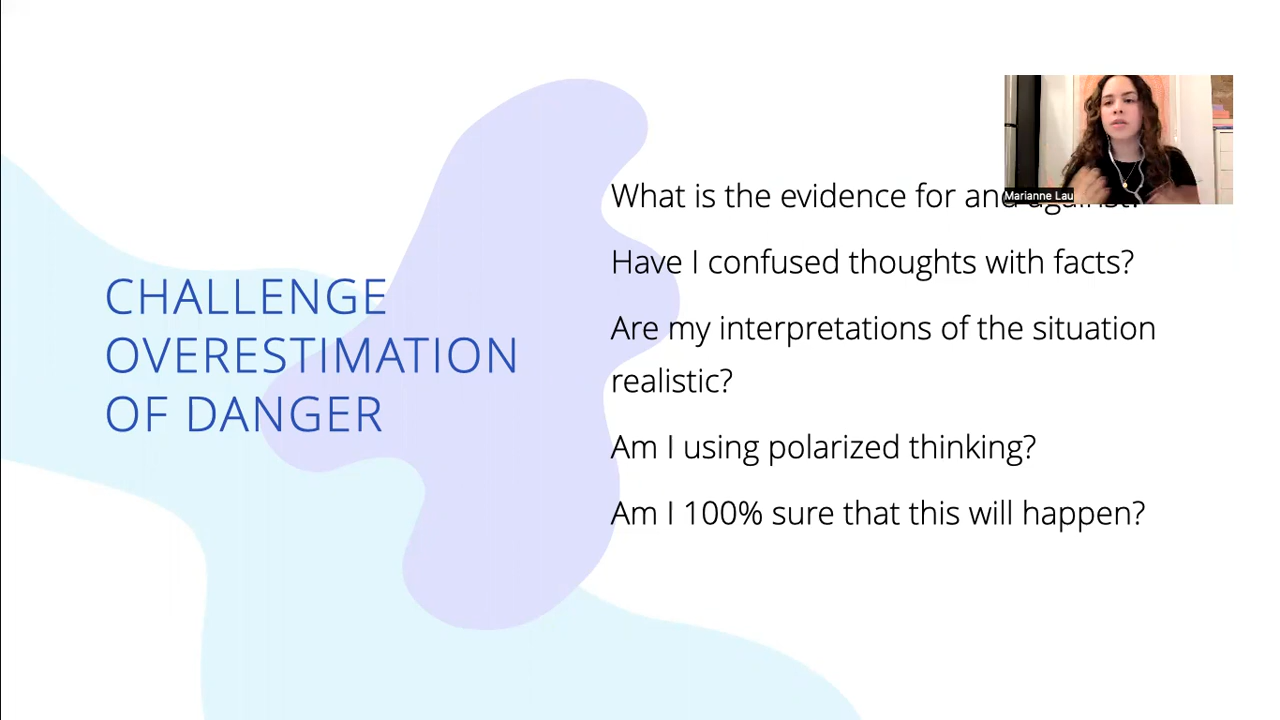 CHALLENGE
OVERESTIMATION
OF DANGER
What is the evidence for and against?
Have I confused thoughts with facts?
Are my interpretations of the situation
realistic?
Am I using polarized thinking?
Am I 100% sure that this will happen?
Marianne Lau